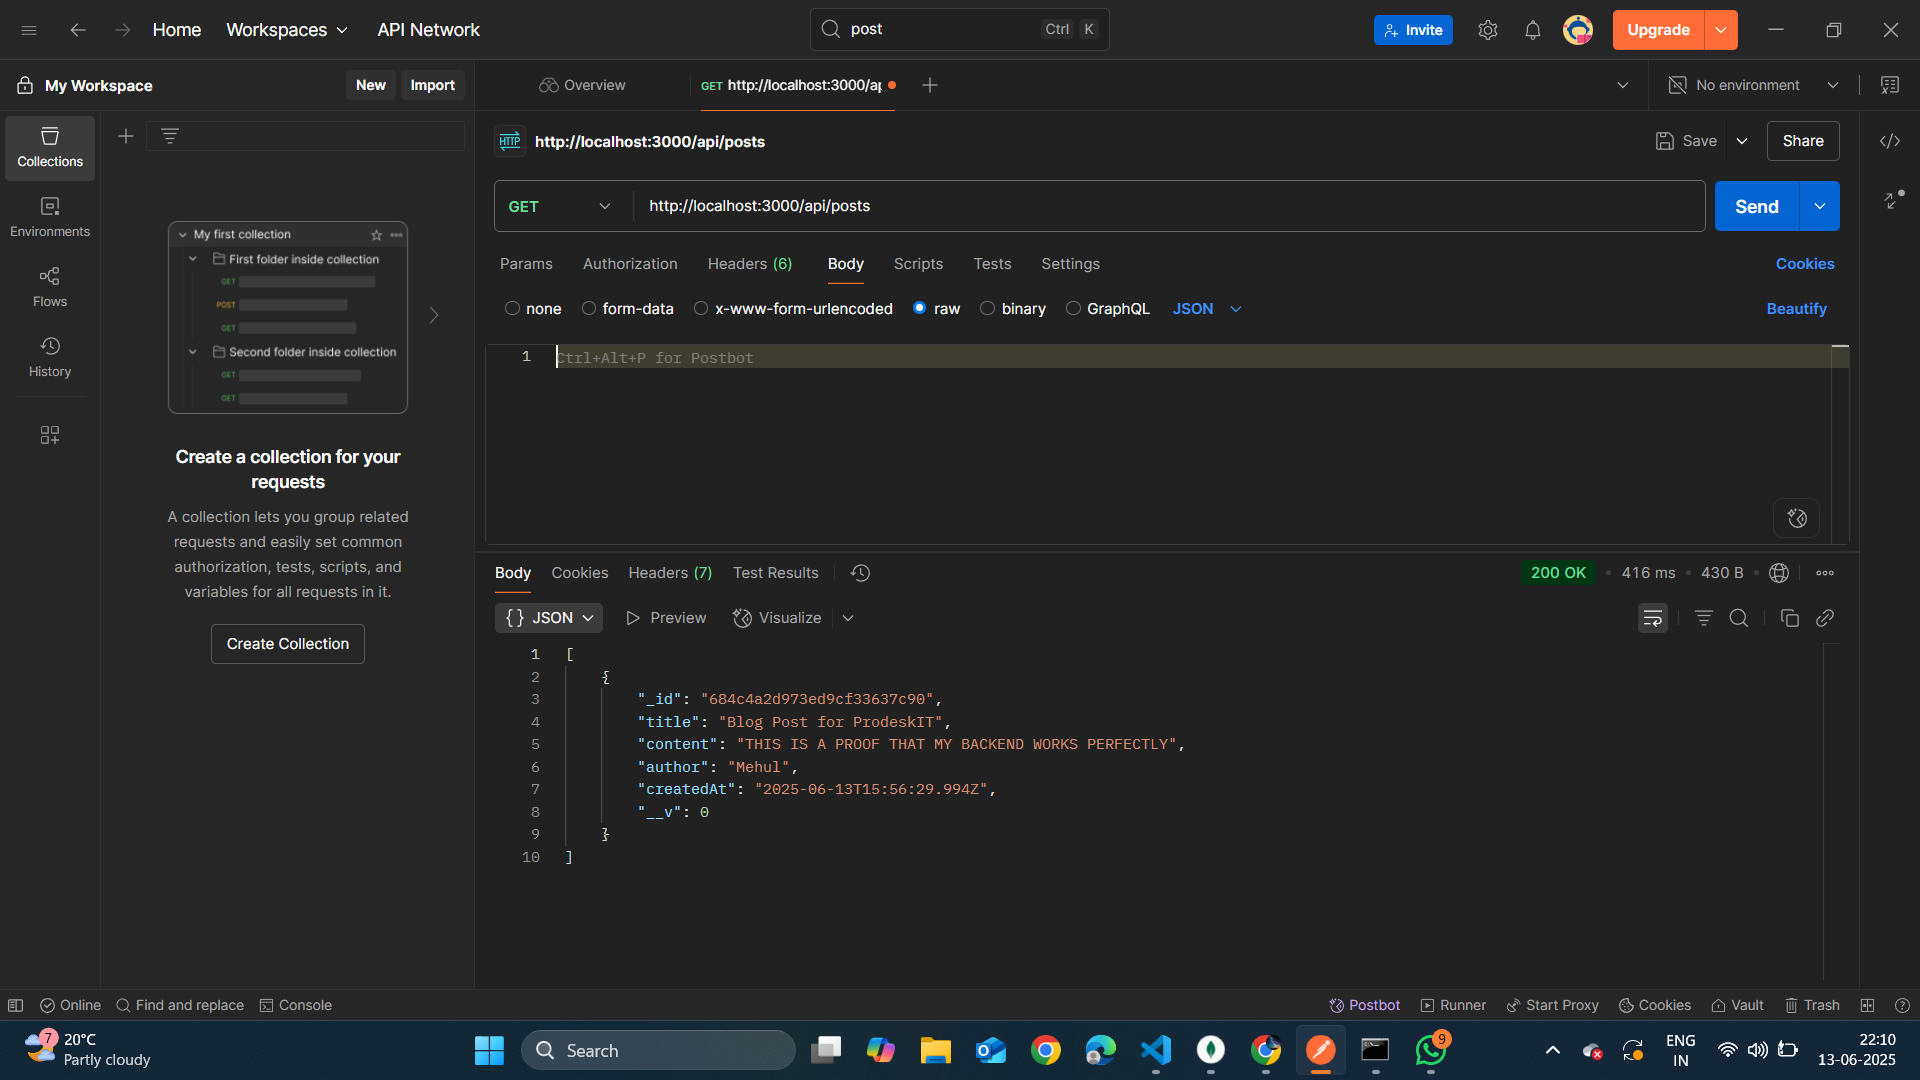 Home Workspaces API Network post Ctrl K Invite Upgrade
My Workspace New Import Overview GET http://localhost:3000/ap No environment
HTTP http://localhost:3000/api/posts Save Share
GET http://localhost:3000/api/posts Send
Params Authorization Headers (6) Body Scripts Tests Settings Cookies
none form-data x-www-form-urlencoded raw binary GraphQL JSON Beautify
1 Ctrl+Alt+P for Postbot
Collections
Environments
Flows
History
My first collection
First folder inside collection
GET
POST
GET
Second folder inside collection
GET
GET
Create a collection for your
requests
A collection lets you group related
requests and easily set common
authorization, tests, scripts, and
variables for all requests in it.
Create Collection
Body Cookies Headers (7) Test Results 200 OK • 416 ms • 430 B •
{} JSON Preview Visualize
1 [
2 {
3 "_id": "684c4a2d973ed9cf33637c90",
4 "title": "Blog Post for ProdeskIT",
5 "content": "THIS IS A PROOF THAT MY BACKEND WORKS PERFECTLY",
6 "author": "Mehul",
7 "createdAt": "2025-06-13T15:56:29.994Z",
8 "__v": 0
9 }
10 ]
Online Find and replace Console Postbot Runner Start Proxy Cookies Vault Trash
7 20°C
Partly cloudy
Search
9
ENG
IN
22:10
13-06-2025